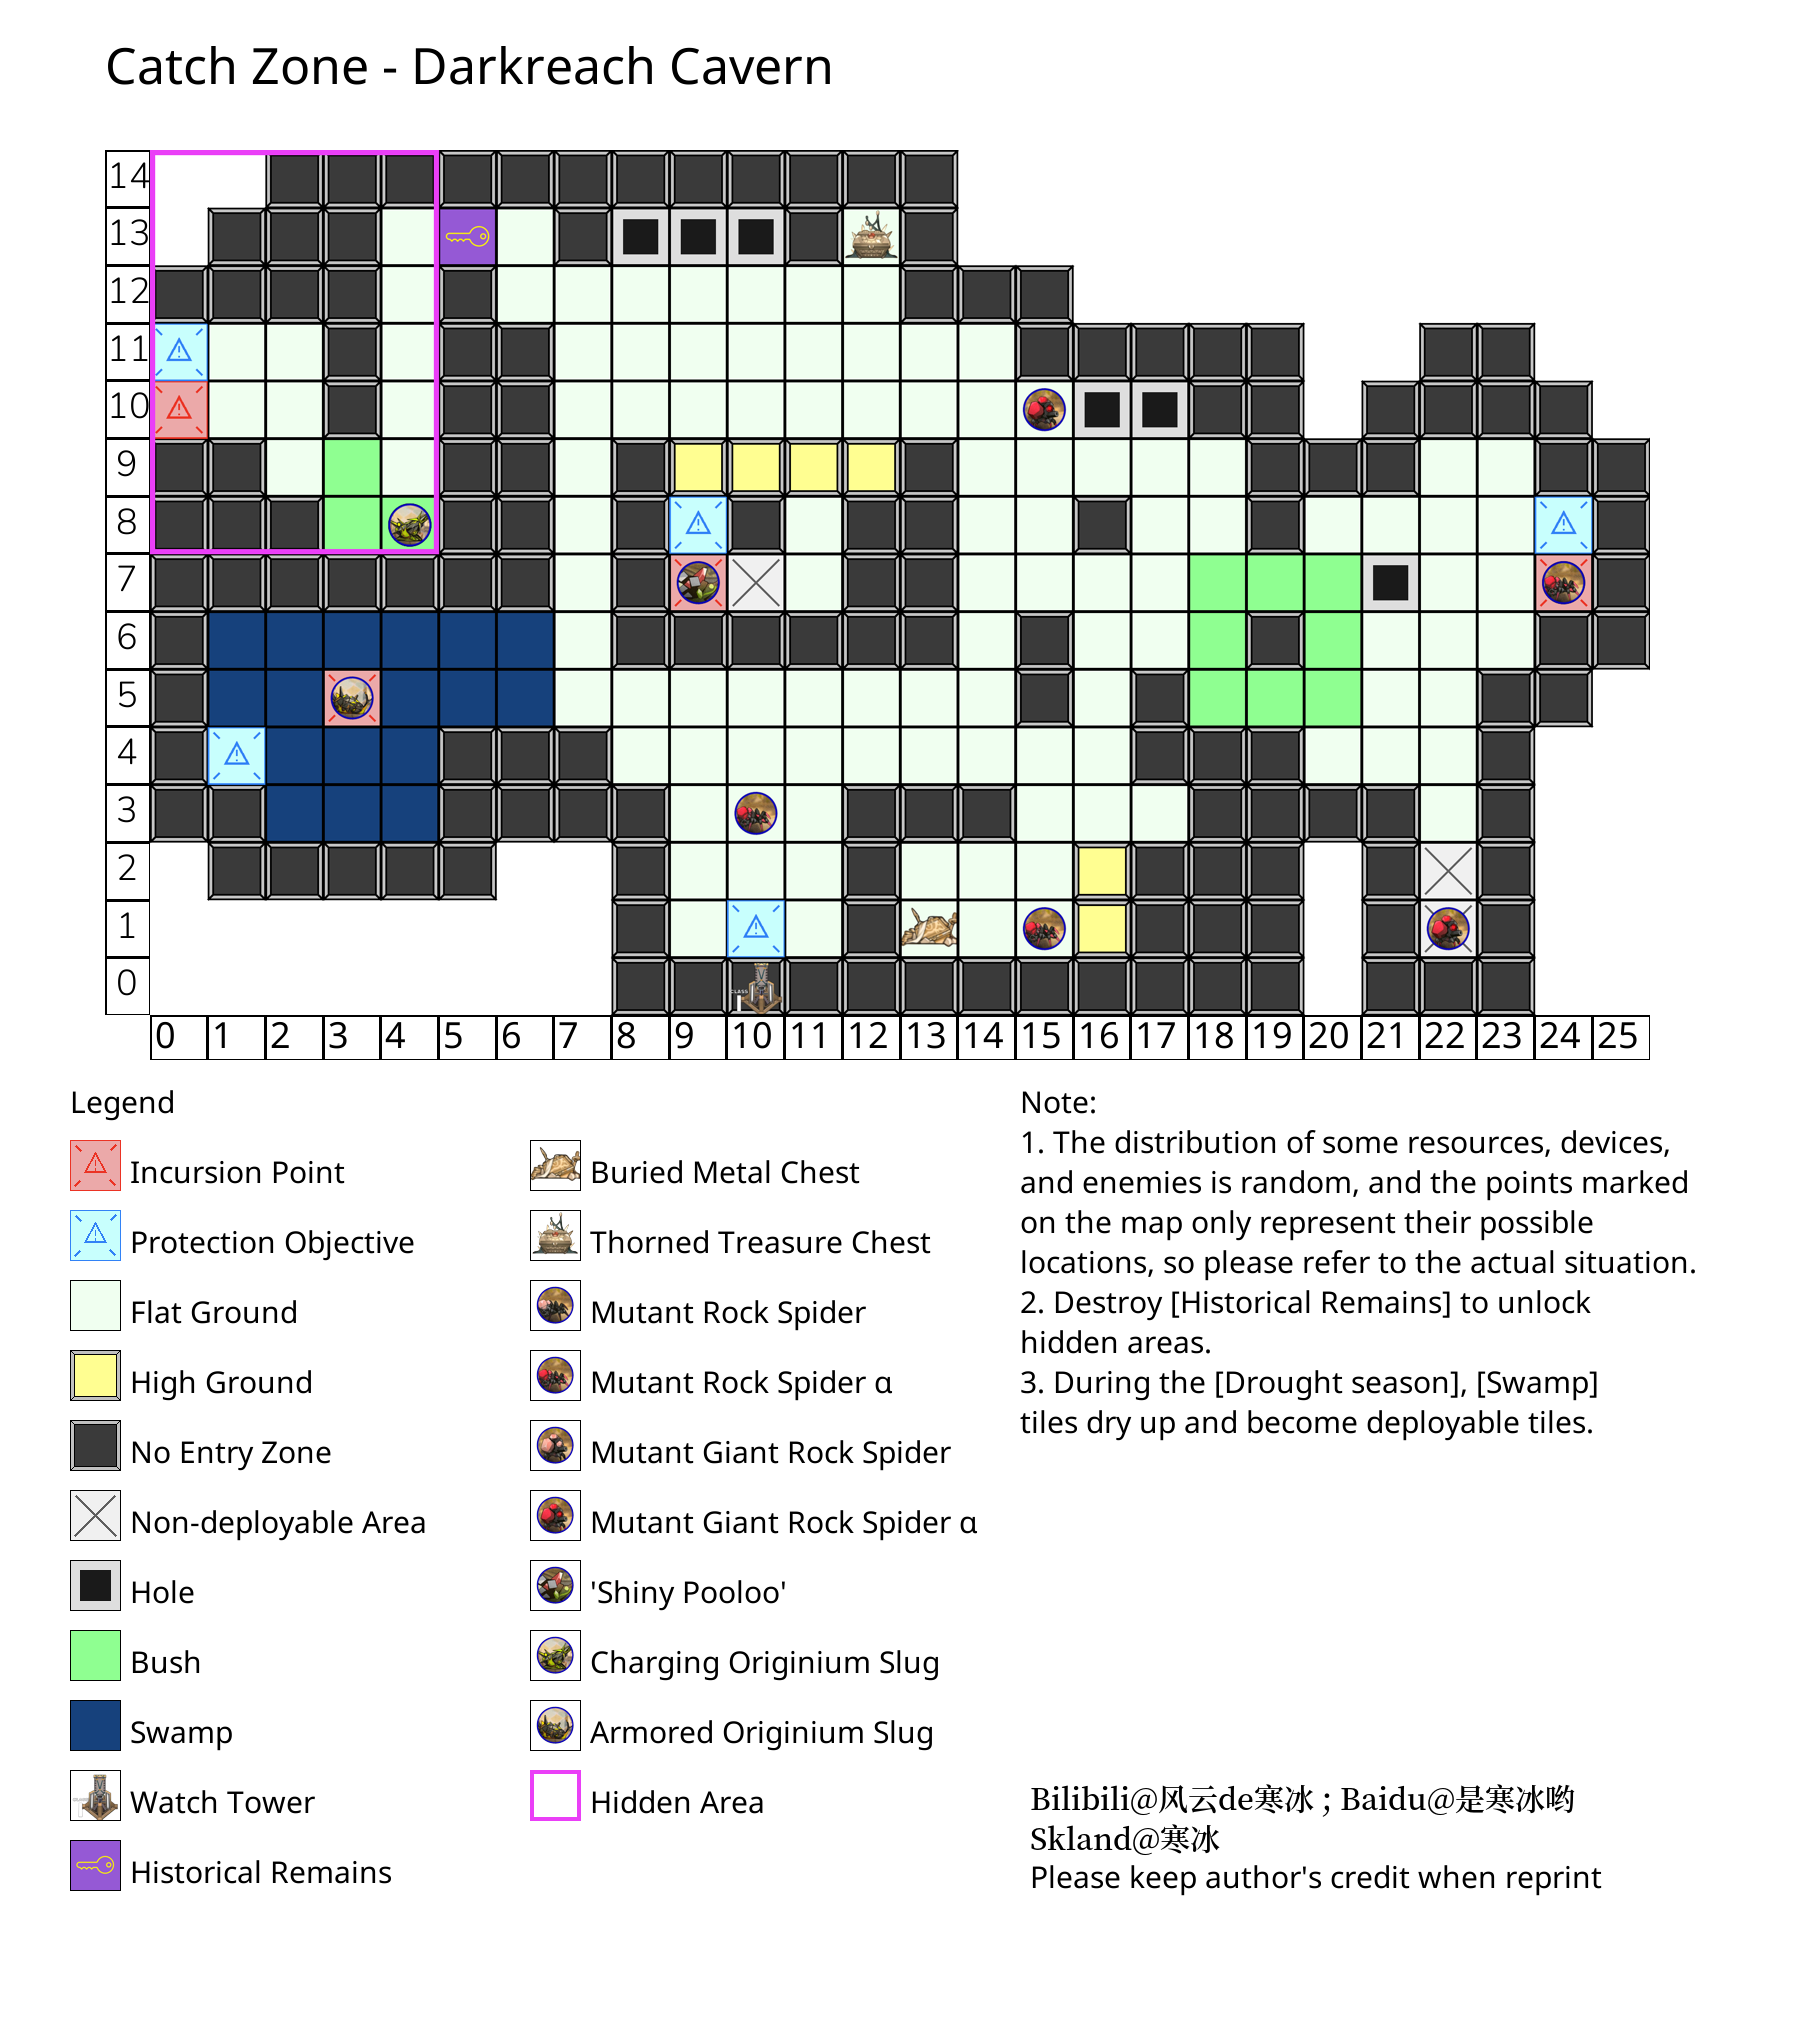 Catch Zone - Darkreach Cavern
14
13
12
11
10
9
8
7
6
5
4
3
2
1
0
0 1 2 3 4 5 6 7 8 9 10 11 12 13 14 15 16 17 18 19 20 21 22 23 24 25
Legend
Incursion Point
Protection Objective
Flat Ground
High Ground
No Entry Zone
Non-deployable Area
Hole
Bush
Swamp
Watch Tower
Historical Remains
Buried Metal Chest
Thorned Treasure Chest
Mutant Rock Spider
Mutant Rock Spider α
Mutant Giant Rock Spider
Mutant Giant Rock Spider α
'Shiny Pooloo'
Charging Originium Slug
Armored Originium Slug
Hidden Area
Note:
1. The distribution of some resources, devices,
and enemies is random, and the points marked
on the map only represent their possible
locations, so please refer to the actual situation.
2. Destroy [Historical Remains] to unlock
hidden areas.
3. During the [Drought season], [Swamp]
tiles dry up and become deployable tiles.
Bilibili@风云de寒冰 ; Baidu@是寒冰哟
Skland@寒冰
Please keep author's credit when reprint